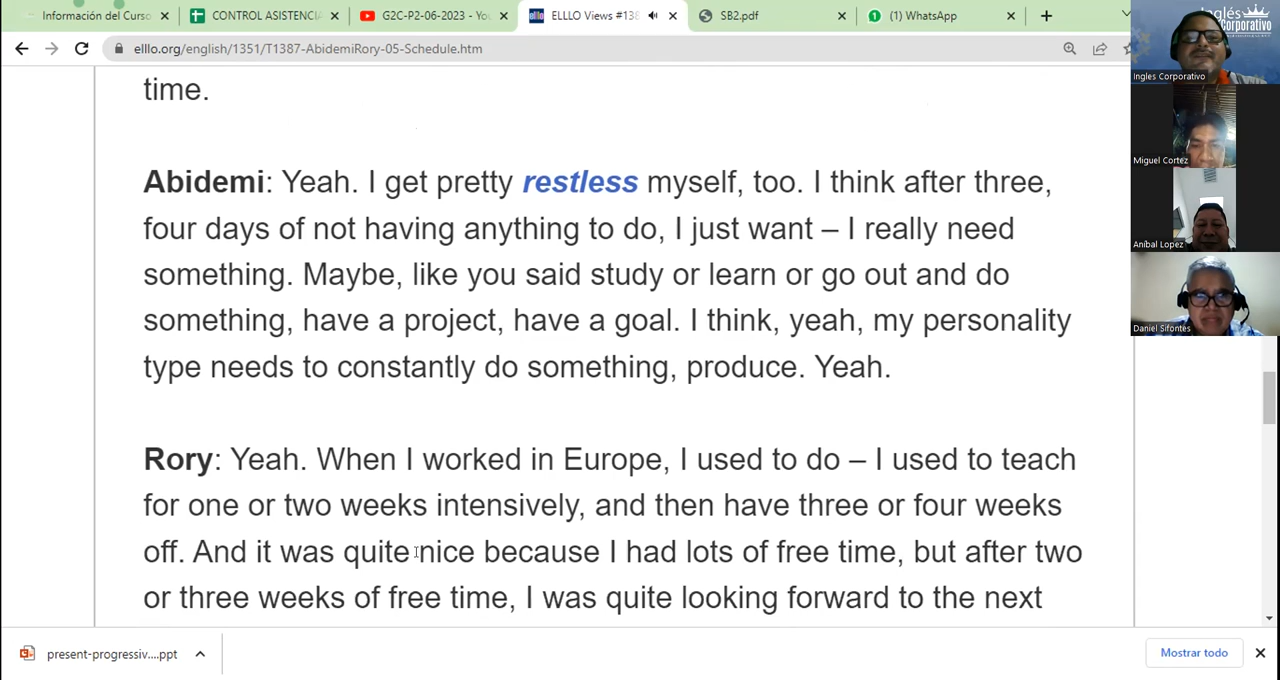 Información del Curso
CONTROL ASISTENCIA
G2C-P2-06-2023 - You
ELLLO Views #138
SB2.pdf
(1) WhatsApp
elllo.org/english/1351/T1387-AbidemiRory-05-Schedule.htm
Inglés
Corporativo
Ingles Corporativo
Miguel Cortez
Aníbal Lopez
Daniel Sifontes
time.
Abidemi: Yeah. I get pretty restless myself, too. I think after three,
four days of not having anything to do, I just want – I really need
something. Maybe, like you said study or learn or go out and do
something, have a project, have a goal. I think, yeah, my personality
type needs to constantly do something, produce. Yeah.
Rory: Yeah. When I worked in Europe, I used to do – I used to teach
for one or two weeks intensively, and then have three or four weeks
off. And it was quite nice because I had lots of free time, but after two
or three weeks of free time, I was quite looking forward to the next
present-progressiv....ppt
Mostrar todo